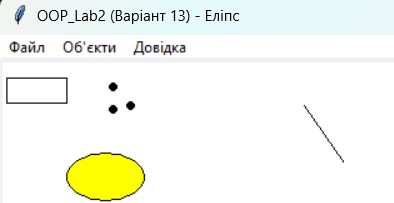 OOP_Lab2 (Варіант 13) - Еліпс
Файл Об'єкти Довідка